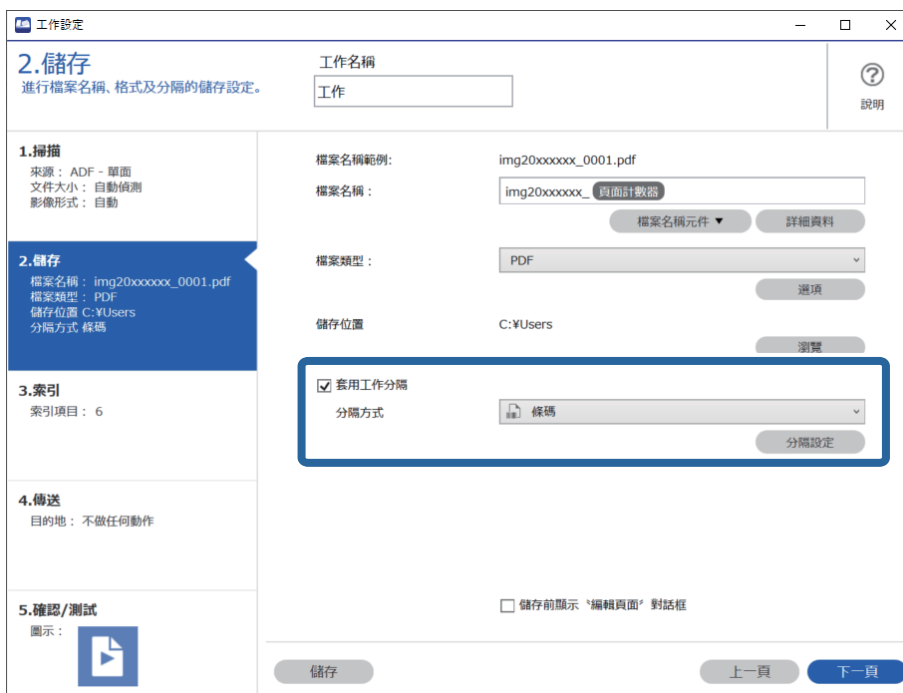 工作設定
2.儲存
進行檔案名稱、格式及分隔的儲存設定。
工作名稱
工作
說明
1.掃描
來源： ADF - 單面
文件大小： 自動偵測
影像形式： 自動
2.儲存
檔案名稱： img20xxxxxx_0001.pdf
檔案類型： PDF
儲存位置 C:¥Users
分隔方式 條碼
3.索引
索引項目： 6
4.傳送
目的地： 不做任何動作
5.確認/測試
圖示：
檔案名稱範例: img20xxxxxx_0001.pdf
檔案名稱： img20xxxxxx_ 頁面計數器
檔案名稱元件 ▼ 詳細資料
檔案類型： PDF
選項
儲存位置 C:¥Users
瀏覽
套用工作分隔
分隔方式 條碼
分隔設定
儲存前顯示〝編輯頁面〞對話框
儲存 上一頁 下一頁